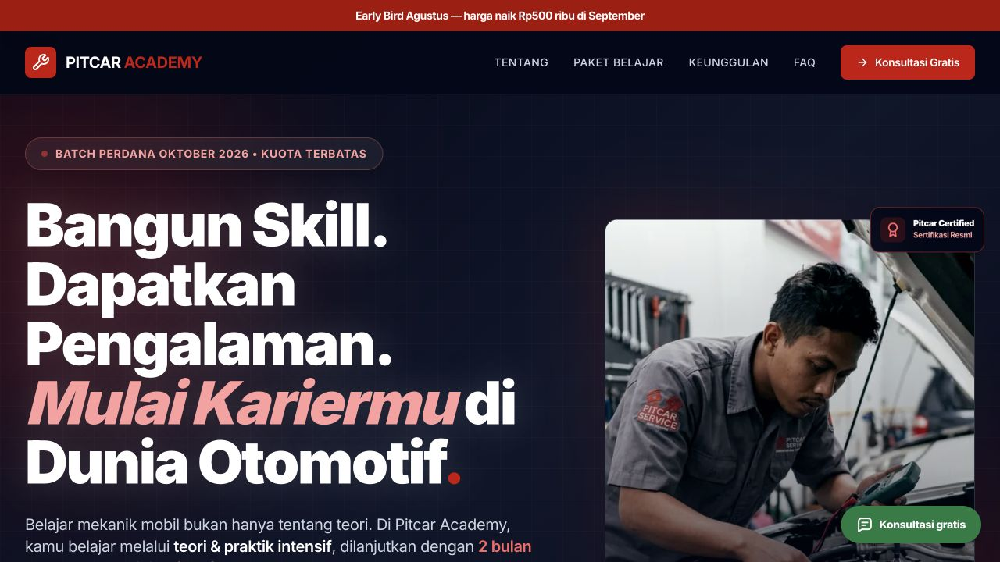 Early Bird Agustus — harga naik Rp500 ribu di September
PITCAR ACADEMY
TENTANG
PAKET BELAJAR
KEUNGGULAN
FAQ
Konsultasi Gratis
BATCH PERDANA OKTOBER 2026 • KUOTA TERBATAS
Bangun Skill.
Dapatkan
Pengalaman.
Mulai Kariermu di
Dunia Otomotif.
Pitcar Certified
Sertifikasi Resmi
PITCAR
SERVICE
PITCAR
Belajar mekanik mobil bukan hanya tentang teori. Di Pitcar Academy,
kamu belajar melalui teori & praktik intensif, dilanjutkan dengan 2 bulan
Konsultasi gratis